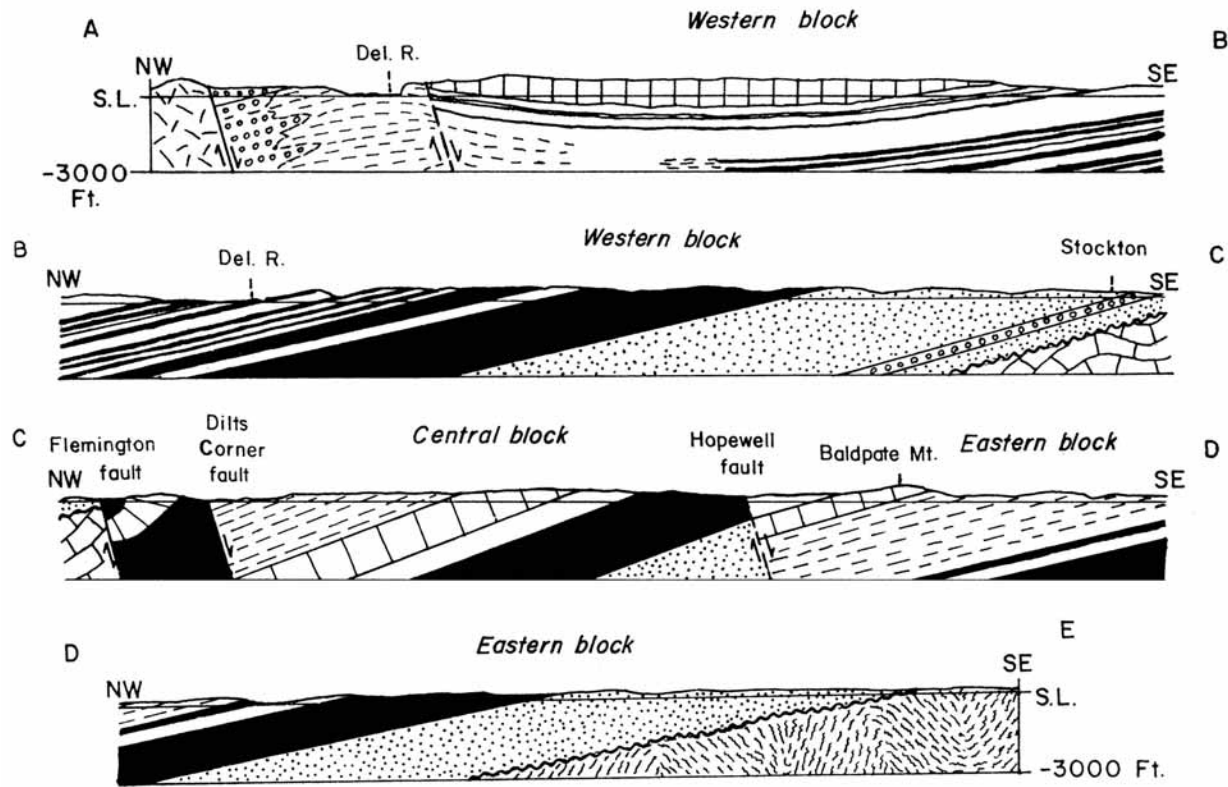 Western block
A
B
NW
Del. R.
SE
S.L.
-3000
Ft.
Western block
B
Stockton
C
NW
Del. R.
SE
C
Flemington
fault
NW
Dilts
Corner
fault
Central block
Hopewell
fault
Baldpate Mt.
Eastern block
D
SE
D
Eastern block
E
NW
SE
S.L.
-3000 Ft.